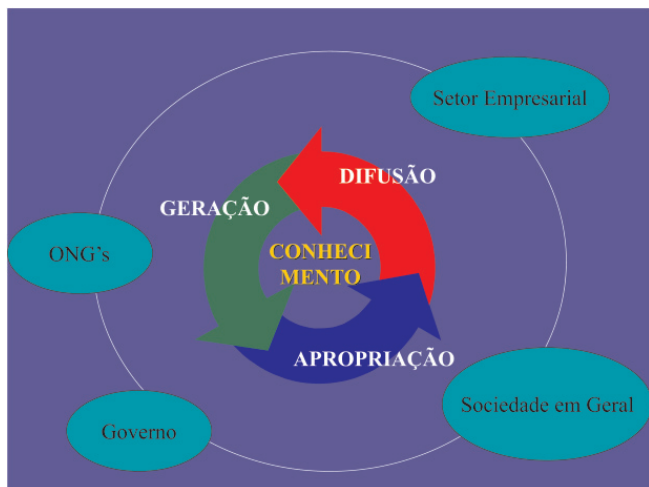 Setor Empresarial
DIFUSÃO
GERAÇÃO
ONG's
CONHECI
MENTO
APROPRIAÇÃO
Sociedade em Geral
Governo